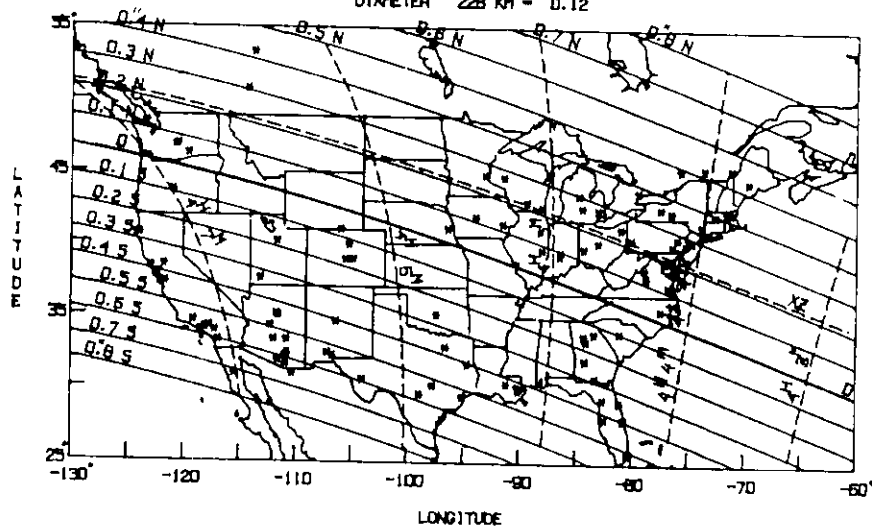 DIAMETER 228 KM = 0.12
55°
0."4 N
0.5 N
0.6 N
0.7 N
0."8 N
0.3 N
0.2 N
0.1 N
0
45
0.1 S
0.2 S
0.3 S
0.4 S
0.5 S
35
0.6 S
0.7 S
0."8 S
25°
0
LATITUDE
-130°
-120
-110
-100
-90
-80
-70
-60°
LONGITUDE